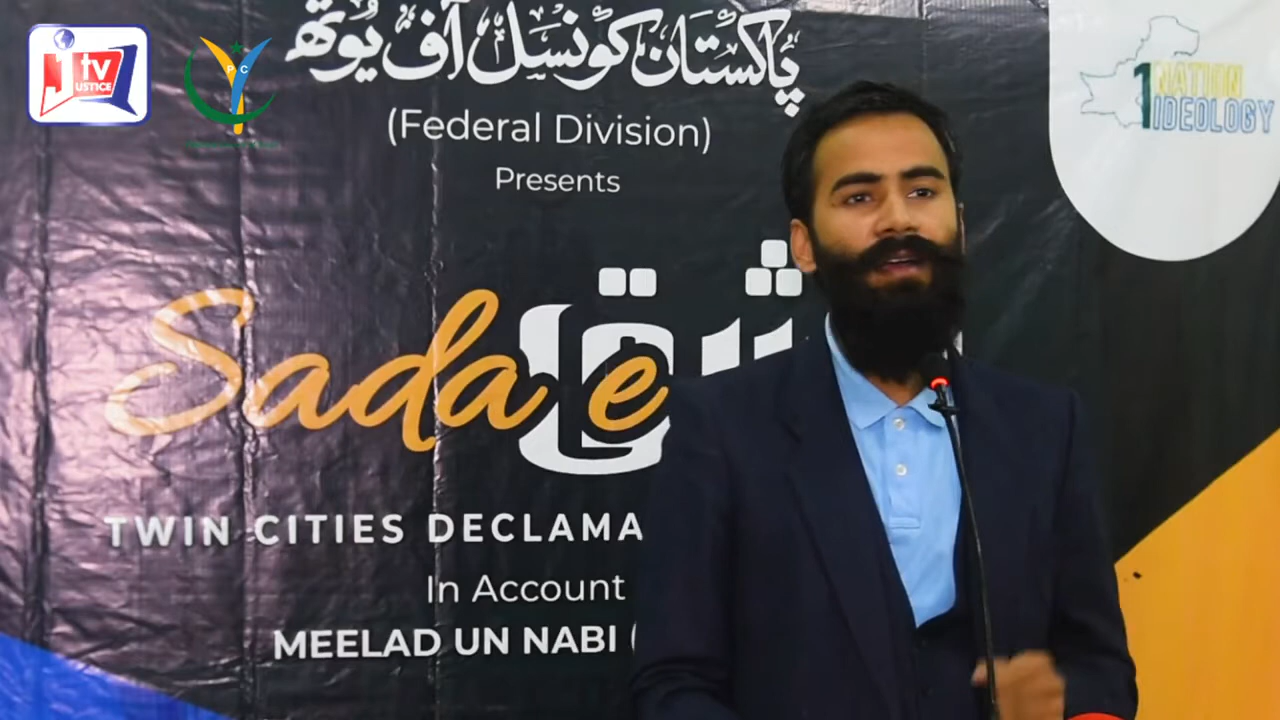 tv
JUSTICE
P C
پاکستان کونسل آف یُوتھ
(Federal Division)
Presents
1 NATION
IDEOLOGY
Sada e
TWIN CITIES DECLAMA
In Account
MEELAD UN NABI (